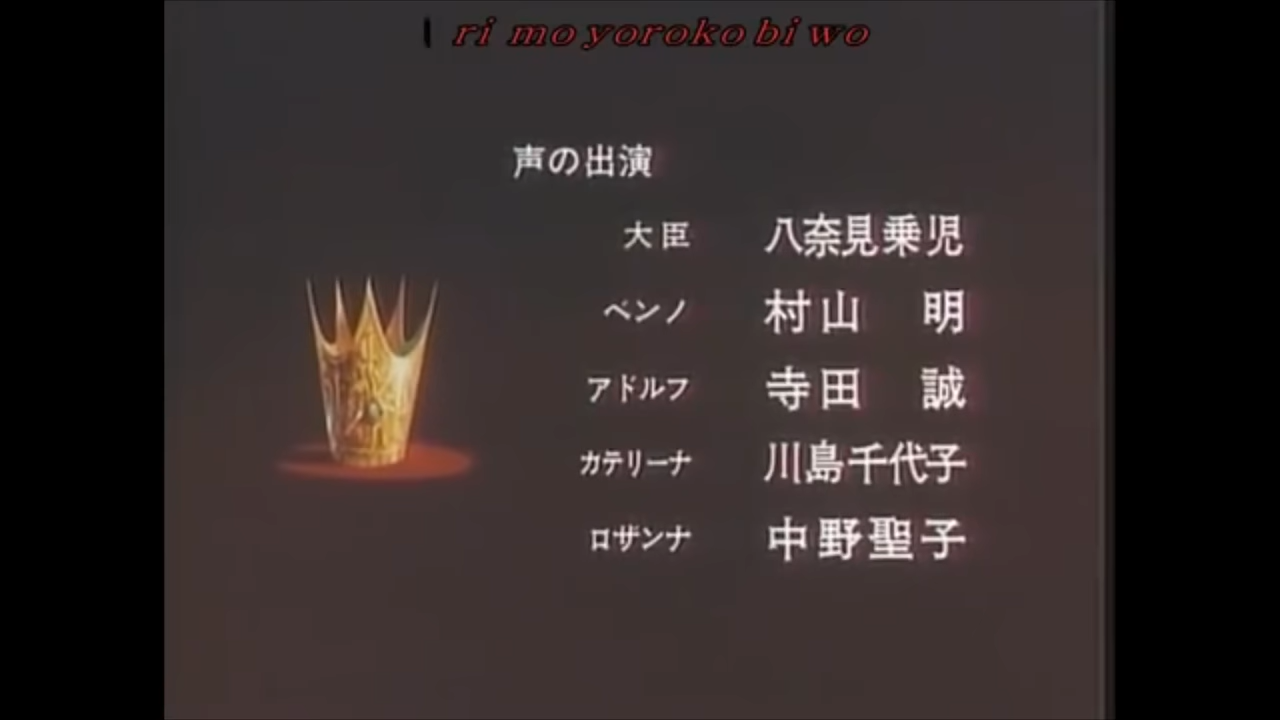 ri mo yoroko bi wo
声の出演
大臣 八奈見乗児
ベンノ 村山 明
アドルフ 寺田 誠
カテリーナ 川島千代子
ロザンナ 中野聖子